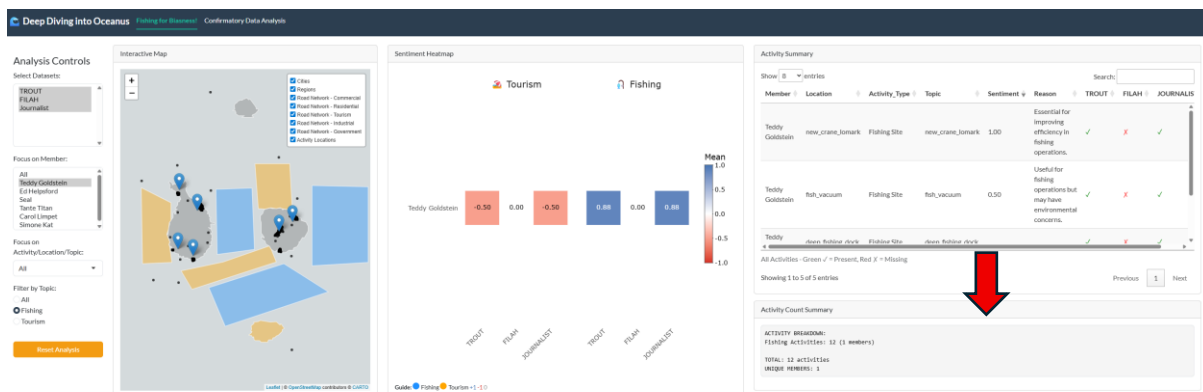 Deep Diving into Oceanus Fishing for Biasness! Confirmatory Data Analysis
Analysis Controls
Select Datasets:
TROUT
FILAH
Journalist
Focus on Member:
All
Teddy Goldstein
Ed Helpsford
Seal
Tante Titan
Carol Limpet
Simone Kat
Focus on
Activity/Location/Topic:
All
Filter by Topic:
All
Fishing
Tourism
Reset Analysis
Interactive Map
+
−
Cities
Regions
Road Network - Commercial
Road Network - Residential
Road Network - Tourism
Road Network - Industrial
Road Network - Government
Activity Locations
Leaflet | © OpenStreetMap contributors © CARTO
Sentiment Heatmap
Tourism Fishing
Mean
1.0
0.5
0.0
-0.5
-1.0
Teddy Goldstein -0.50 0.00 -0.50 0.88 0.00 0.88
TROUT FILAH JOURNALIST TROUT FILAH JOURNALIST
Guide: Fishing Tourism +1 -1 0
Activity Summary
Show 8 entries Search:
Member Location Activity_Type Topic Sentiment Reason TROUT FILAH JOURNALIS
Teddy Goldstein new_crane_lomark Fishing Site new_crane_lomark 1.00 Essential for improving efficiency in fishing operations. ✓ ✗ ✓
Teddy Goldstein fish_vacuum Fishing Site fish_vacuum 0.50 Useful for fishing operations but may have environmental concerns. ✓ ✗ ✓
Teddy deep_fishing_dock Fishing Site deep_fishing_dock ✓ ✗ ✓
All Activities - Green ✓ = Present, Red ✗ = Missing
Showing 1 to 5 of 5 entries Previous 1 Next
Activity Count Summary
ACTIVITY BREAKDOWN:
Fishing Activities: 12 (1 members)
TOTAL: 12 activities
UNIQUE MEMBERS: 1